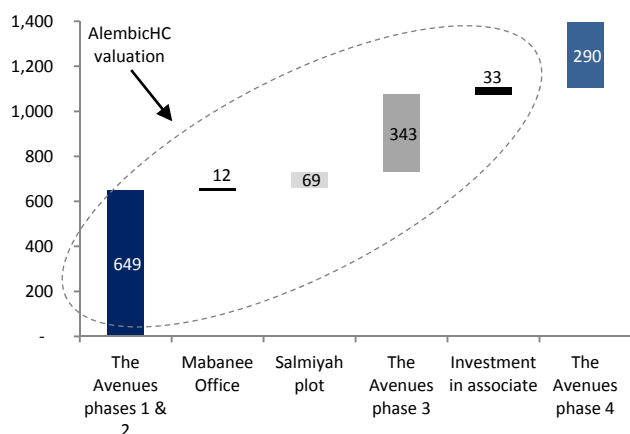 1,400
1,200
1,000
800
600
400
200
-
AlembicHC
valuation
649
12
69
343
33
290
The
Avenues
phases 1 &
2
Mabanee
Office
Salmiyah
plot
The
Avenues
phase 3
Investment
in associate
The
Avenues
phase 4